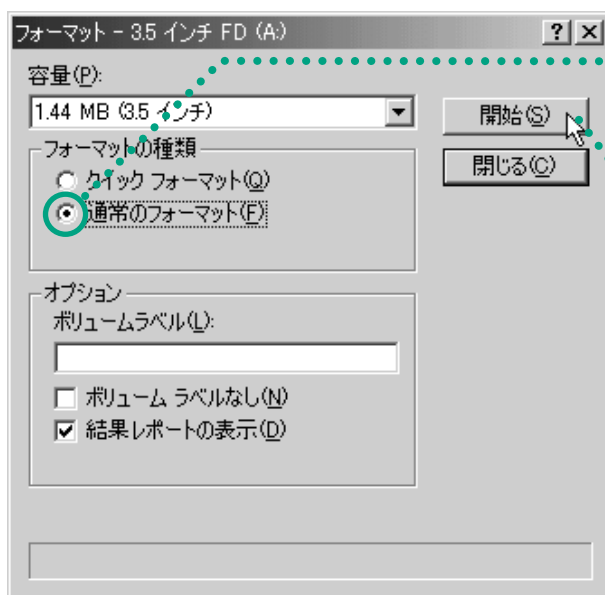 フォーマット - 3.5 インチ FD (A:)
容量(P):
1.44 MB (3.5 インチ)
開始(S)
閉じる(C)
フォーマットの種類
クイック フォーマット(Q)
通常のフォーマット(F)
オプション
ボリュームラベル(L):
ボリューム ラベルなし(N)
結果レポートの表示(D)